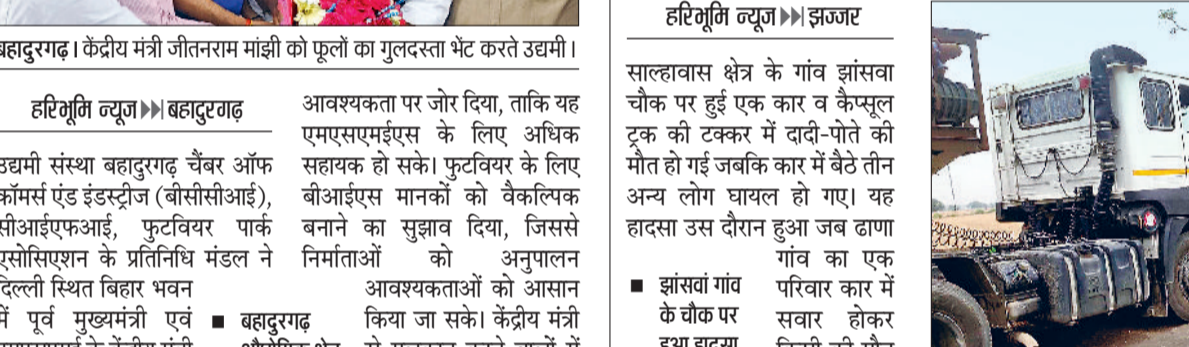 बहादुरगढ़। केंद्रीय मंत्री जीतनराम मांझी को फूलों का गुलदस्ता भेंट करते उद्यमी।
हरिभूमि न्यूज बहादुरगढ़
उद्यमी संस्था बहादुरगढ़ चैंबर ऑफ
कॉमर्स एंड इंडस्ट्रीज (बीसीसीआई),
सीआईएफआई, फुटवियर पार्क
एसोसिएशन के प्रतिनिधि मंडल ने
दिल्ली स्थित बिहार भवन
में पूर्व मुख्यमंत्री एवं
बहादुरगढ़
आवश्यकता पर जोर दिया, ताकि यह
एमएसएमईएस के लिए अधिक
सहायक हो सके। फुटवियर के लिए
बीआईएस मानकों को वैकल्पिक
बनाने का सुझाव दिया, जिससे
निर्माताओं को अनुपालन
आवश्यकताओं को आसान
किया जा सके। केंद्रीय मंत्री
हरिभूमि न्यूज झज्जर
साल्हावास क्षेत्र के गांव झांसवा
चौक पर हुई एक कार व कैप्सूल
ट्रक की टक्कर में दादी-पोते की
मौत हो गई जबकि कार में बैठे तीन
अन्य लोग घायल हो गए। यह
हादसा उस दौरान हुआ जब ढाणा
गांव का एक
परिवार कार में
सवार होकर
■ झांसवां गांव
के चौक पर
हुआ हादसा